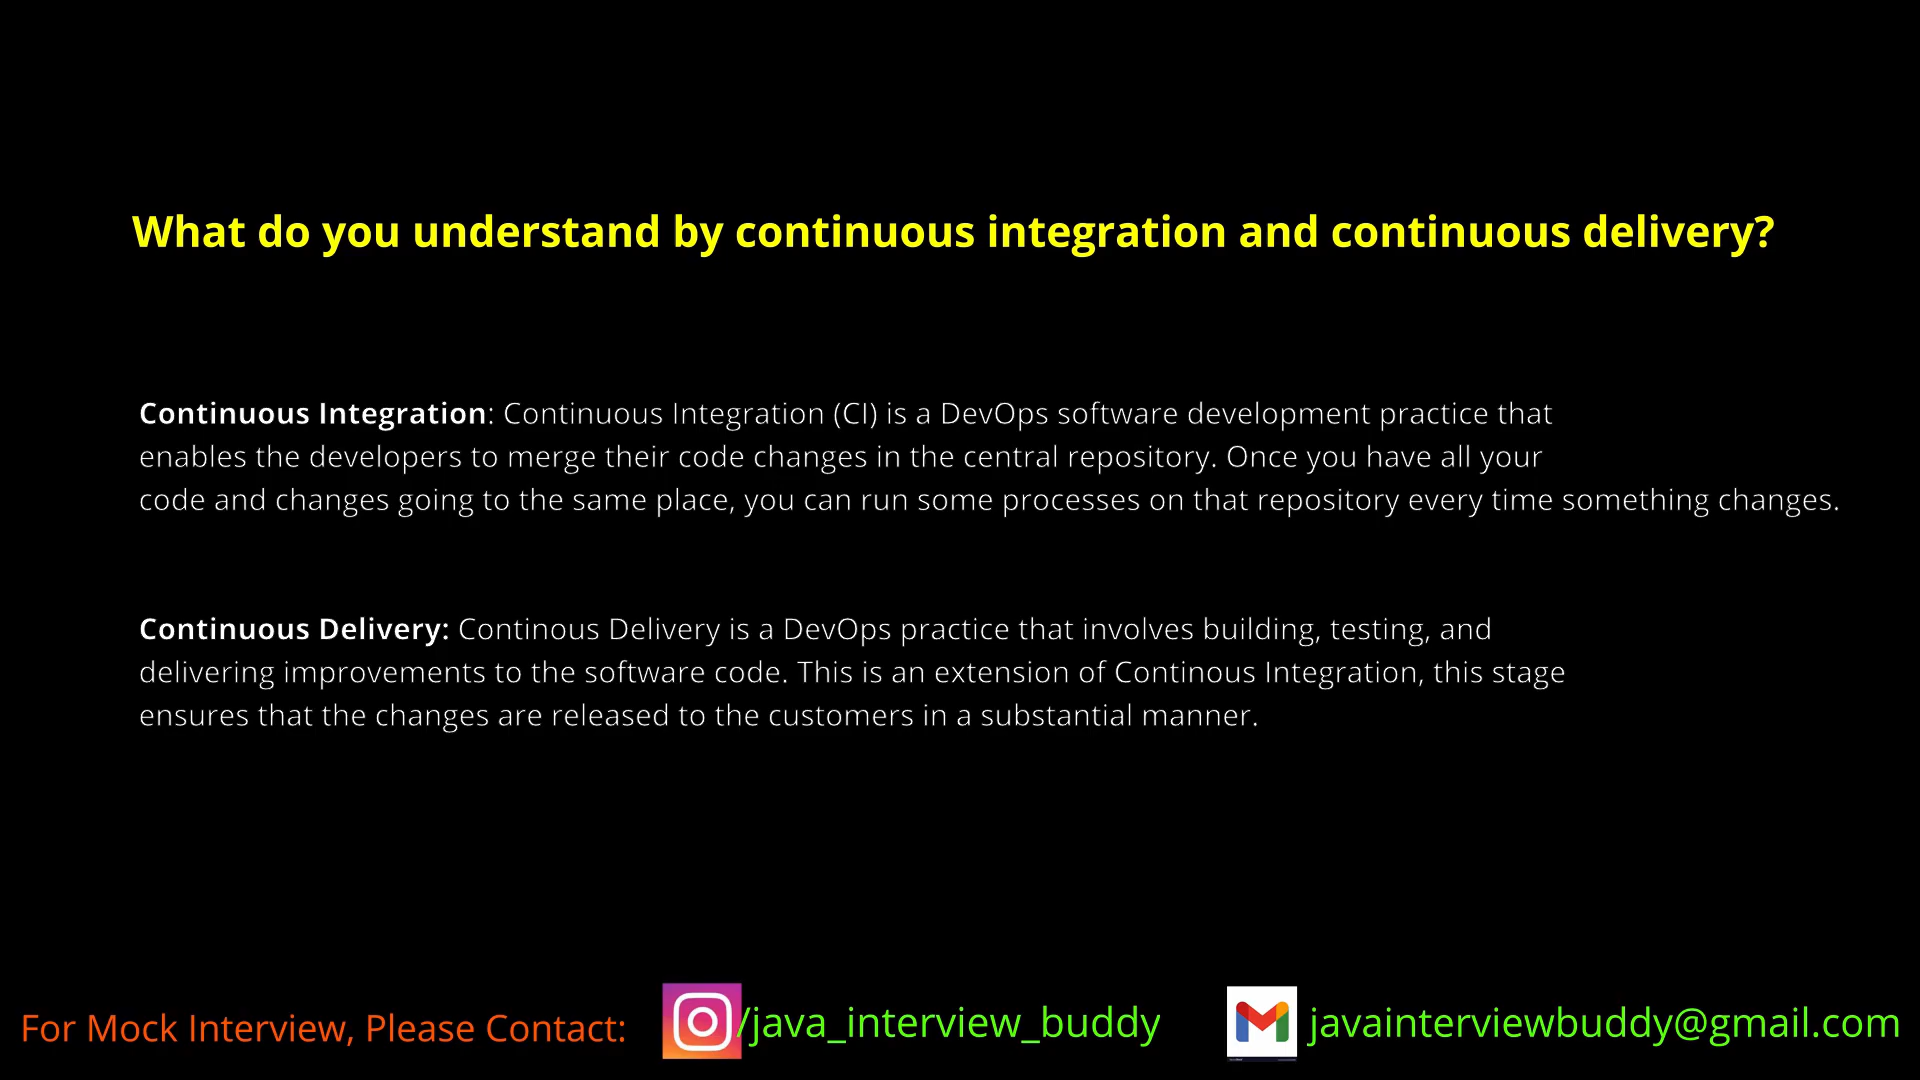 What do you understand by continuous integration and continuous delivery?
Continuous Integration: Continuous Integration (CI) is a DevOps software development practice that
enables the developers to merge their code changes in the central repository. Once you have all your
code and changes going to the same place, you can run some processes on that repository every time something changes.
Continuous Delivery: Continous Delivery is a DevOps practice that involves building, testing, and
delivering improvements to the software code. This is an extension of Continous Integration, this stage
ensures that the changes are released to the customers in a substantial manner.
For Mock Interview, Please Contact: /java_interview_buddy javainterviewbuddy@gmail.com